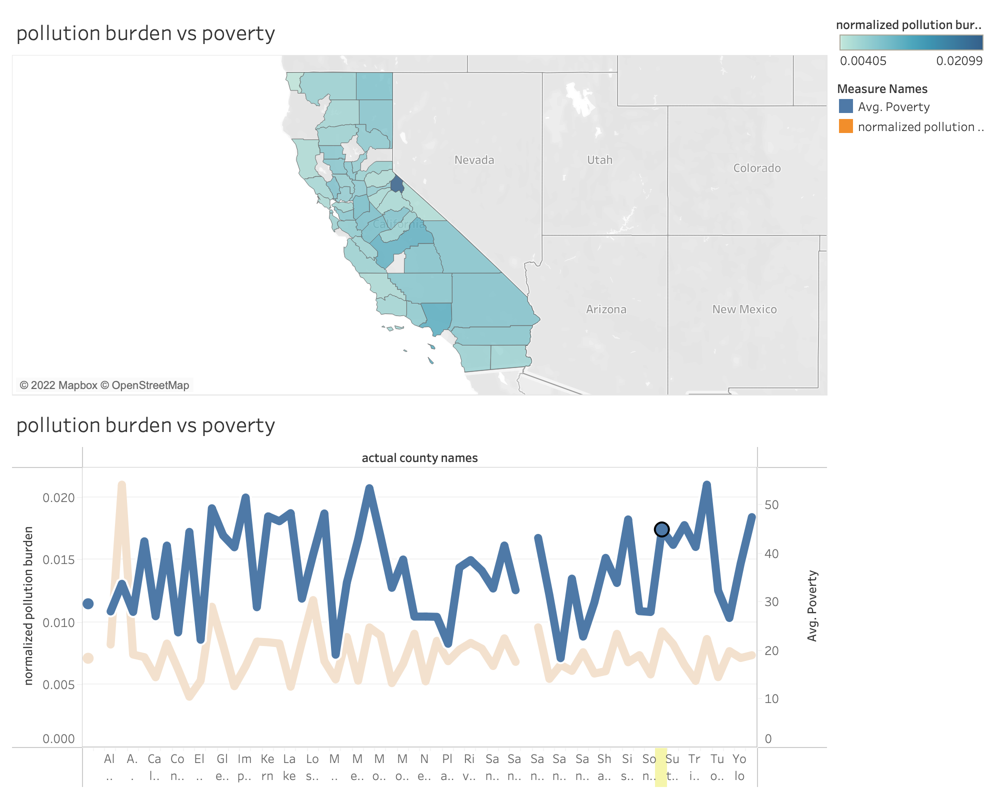 pollution burden vs poverty
normalized pollution bur..
0.00405 0.02099
Measure Names
Avg. Poverty
normalized pollution ..
Nevada
Utah
Colorado
California
Arizona
New Mexico
© 2022 Mapbox © OpenStreetMap
pollution burden vs poverty
actual county names
normalized pollution burden
0.020
0.015
0.010
0.005
0.000
50
40
30
20
10
0
Avg. Poverty
Al A. Ca Co El Gl Im Ke La Lo M M M M N Pl Ri Sa Sa Sa Sa Sa Sh Si So Su Tr Tu Yo
.. . l.. n.. .. e.. p.. rn ke s.. .. e.. o.. o.. e.. a.. v.. n.. n.. n.. n.. n.. a.. s.. n.. t.. i.. o.. lo